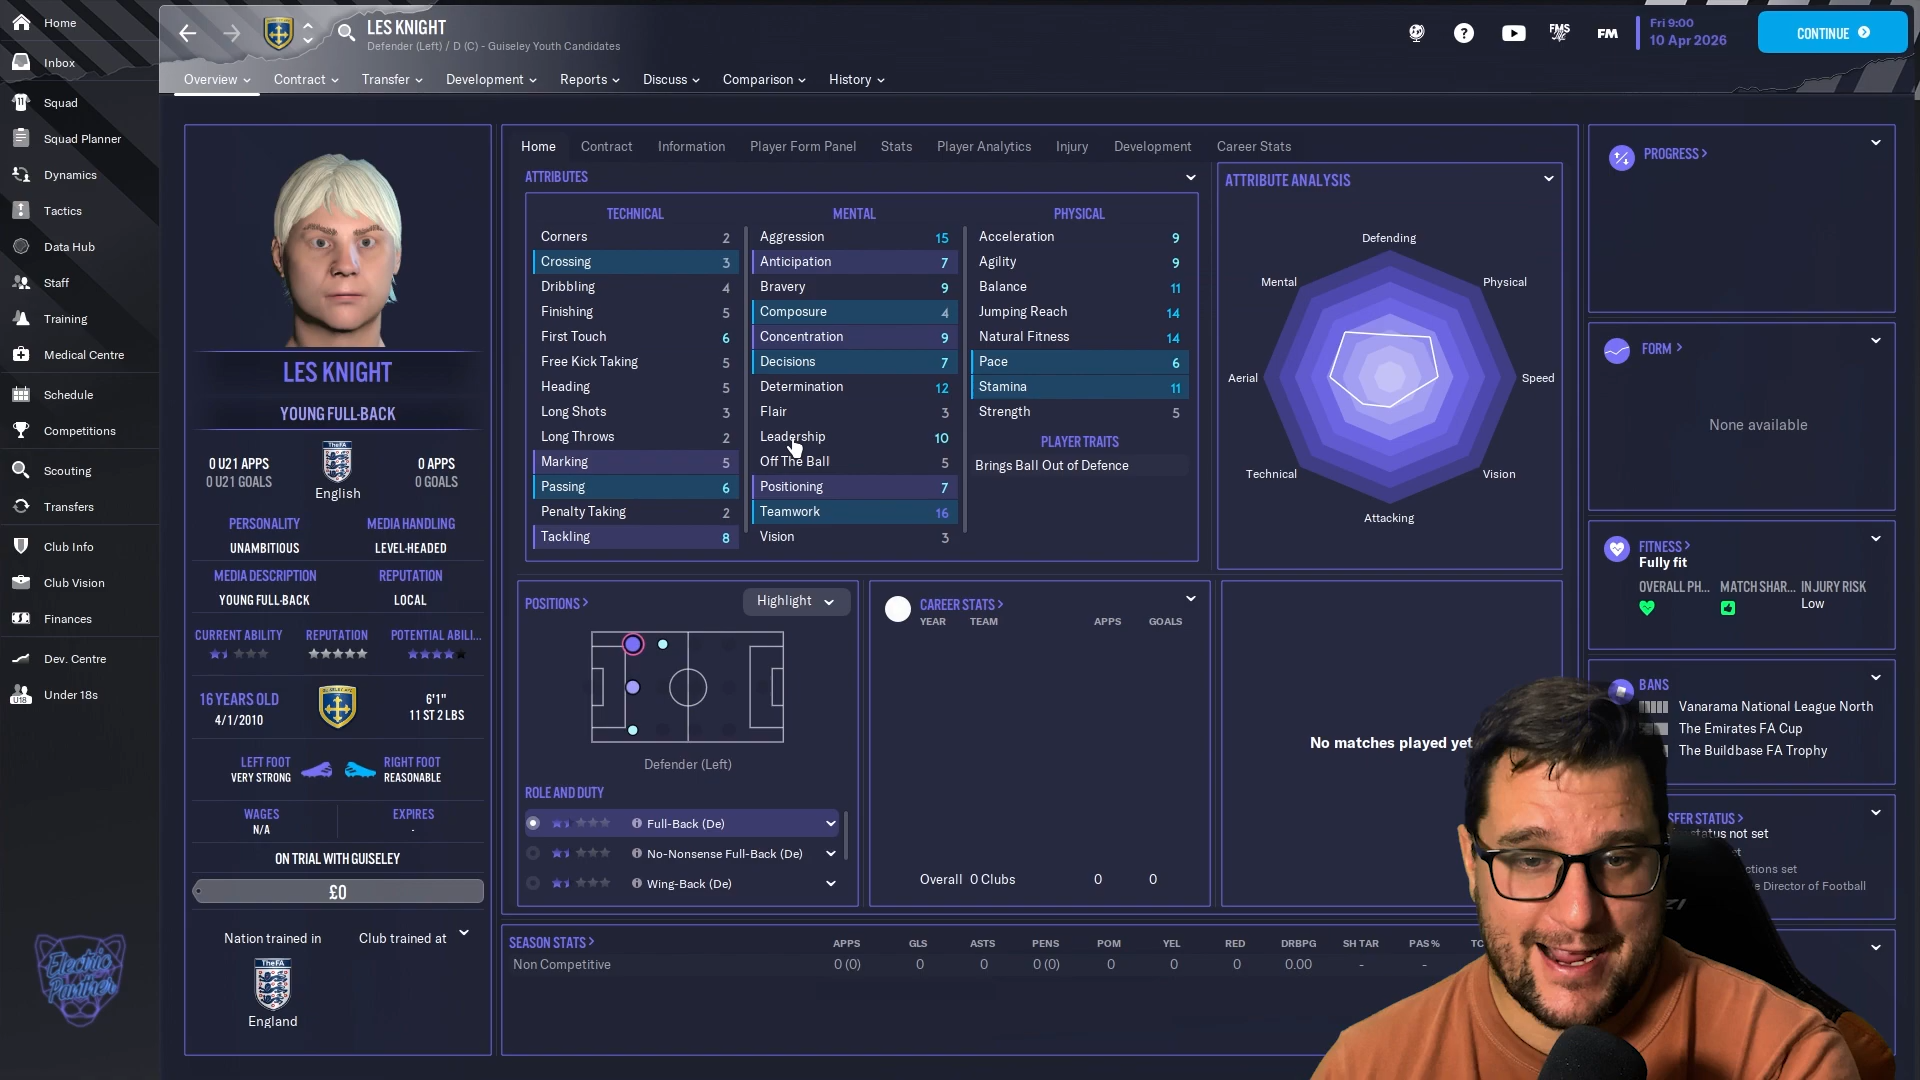 Home
Inbox
Squad
Squad Planner
Dynamics
Tactics
Data Hub
Staff
Training
Medical Centre
Schedule
Competitions
Scouting
Transfers
Club Info
Club Vision
Finances
Dev. Centre
Under 18s
Electric Panther
LES KNIGHT
Defender (Left) / D (C) - Guiseley Youth Candidates
FMS
FM
Fri 9:00
10 Apr 2026
CONTINUE
Overview
Contract
Transfer
Development
Reports
Discuss
Comparison
History
LES KNIGHT
YOUNG FULL-BACK
0 U21 APPS
0 U21 GOALS
English
0 APPS
0 GOALS
PERSONALITY
UNAMBITIOUS
MEDIA HANDLING
LEVEL-HEADED
MEDIA DESCRIPTION
YOUNG FULL-BACK
REPUTATION
LOCAL
CURRENT ABILITY
REPUTATION
POTENTIAL ABILI...
16 YEARS OLD
4/1/2010
6'1"
11 ST 2 LBS
LEFT FOOT
VERY STRONG
RIGHT FOOT
REASONABLE
WAGES
N/A
EXPIRES
-
ON TRIAL WITH GUISELEY
£0
Nation trained in
Club trained at
TheFA
England
Home
Contract
Information
Player Form Panel
Stats
Player Analytics
Injury
Development
Career Stats
ATTRIBUTES
TECHNICAL
Corners 2
Crossing 3
Dribbling 4
Finishing 5
First Touch 6
Free Kick Taking 5
Heading 5
Long Shots 3
Long Throws 2
Marking 5
Passing 6
Penalty Taking 2
Tackling 8
MENTAL
Aggression 15
Anticipation 7
Bravery 9
Composure 4
Concentration 9
Decisions 7
Determination 12
Flair 3
Leadership 10
Off The Ball 5
Positioning 7
Teamwork 16
Vision 3
PHYSICAL
Acceleration 9
Agility 9
Balance 11
Jumping Reach 14
Natural Fitness 14
Pace 6
Stamina 11
Strength 5
PLAYER TRAITS
Brings Ball Out of Defence
ATTRIBUTE ANALYSIS
Defending
Mental
Physical
Aerial
Speed
Technical
Vision
Attacking
POSITIONS
Highlight
Defender (Left)
ROLE AND DUTY
Full-Back (De)
No-Nonsense Full-Back (De)
Wing-Back (De)
CAREER STATS
YEAR TEAM APPS GOALS
Overall 0 Clubs 0 0
No matches played yet
SEASON STATS APPS GLS ASTS PENS POM YEL RED DRBPG SH TAR PAS %
Non Competitive 0 (0) 0 0 0 (0) 0 0 0 0.00 - -
PROGRESS
FORM
None available
FITNESS
Fully fit
OVERALL PH... MATCH SHAR... INJURY RISK
Low
BANS
Vanarama National League North
The Emirates FA Cup
The Buildbase FA Trophy
status not set
Director of Football